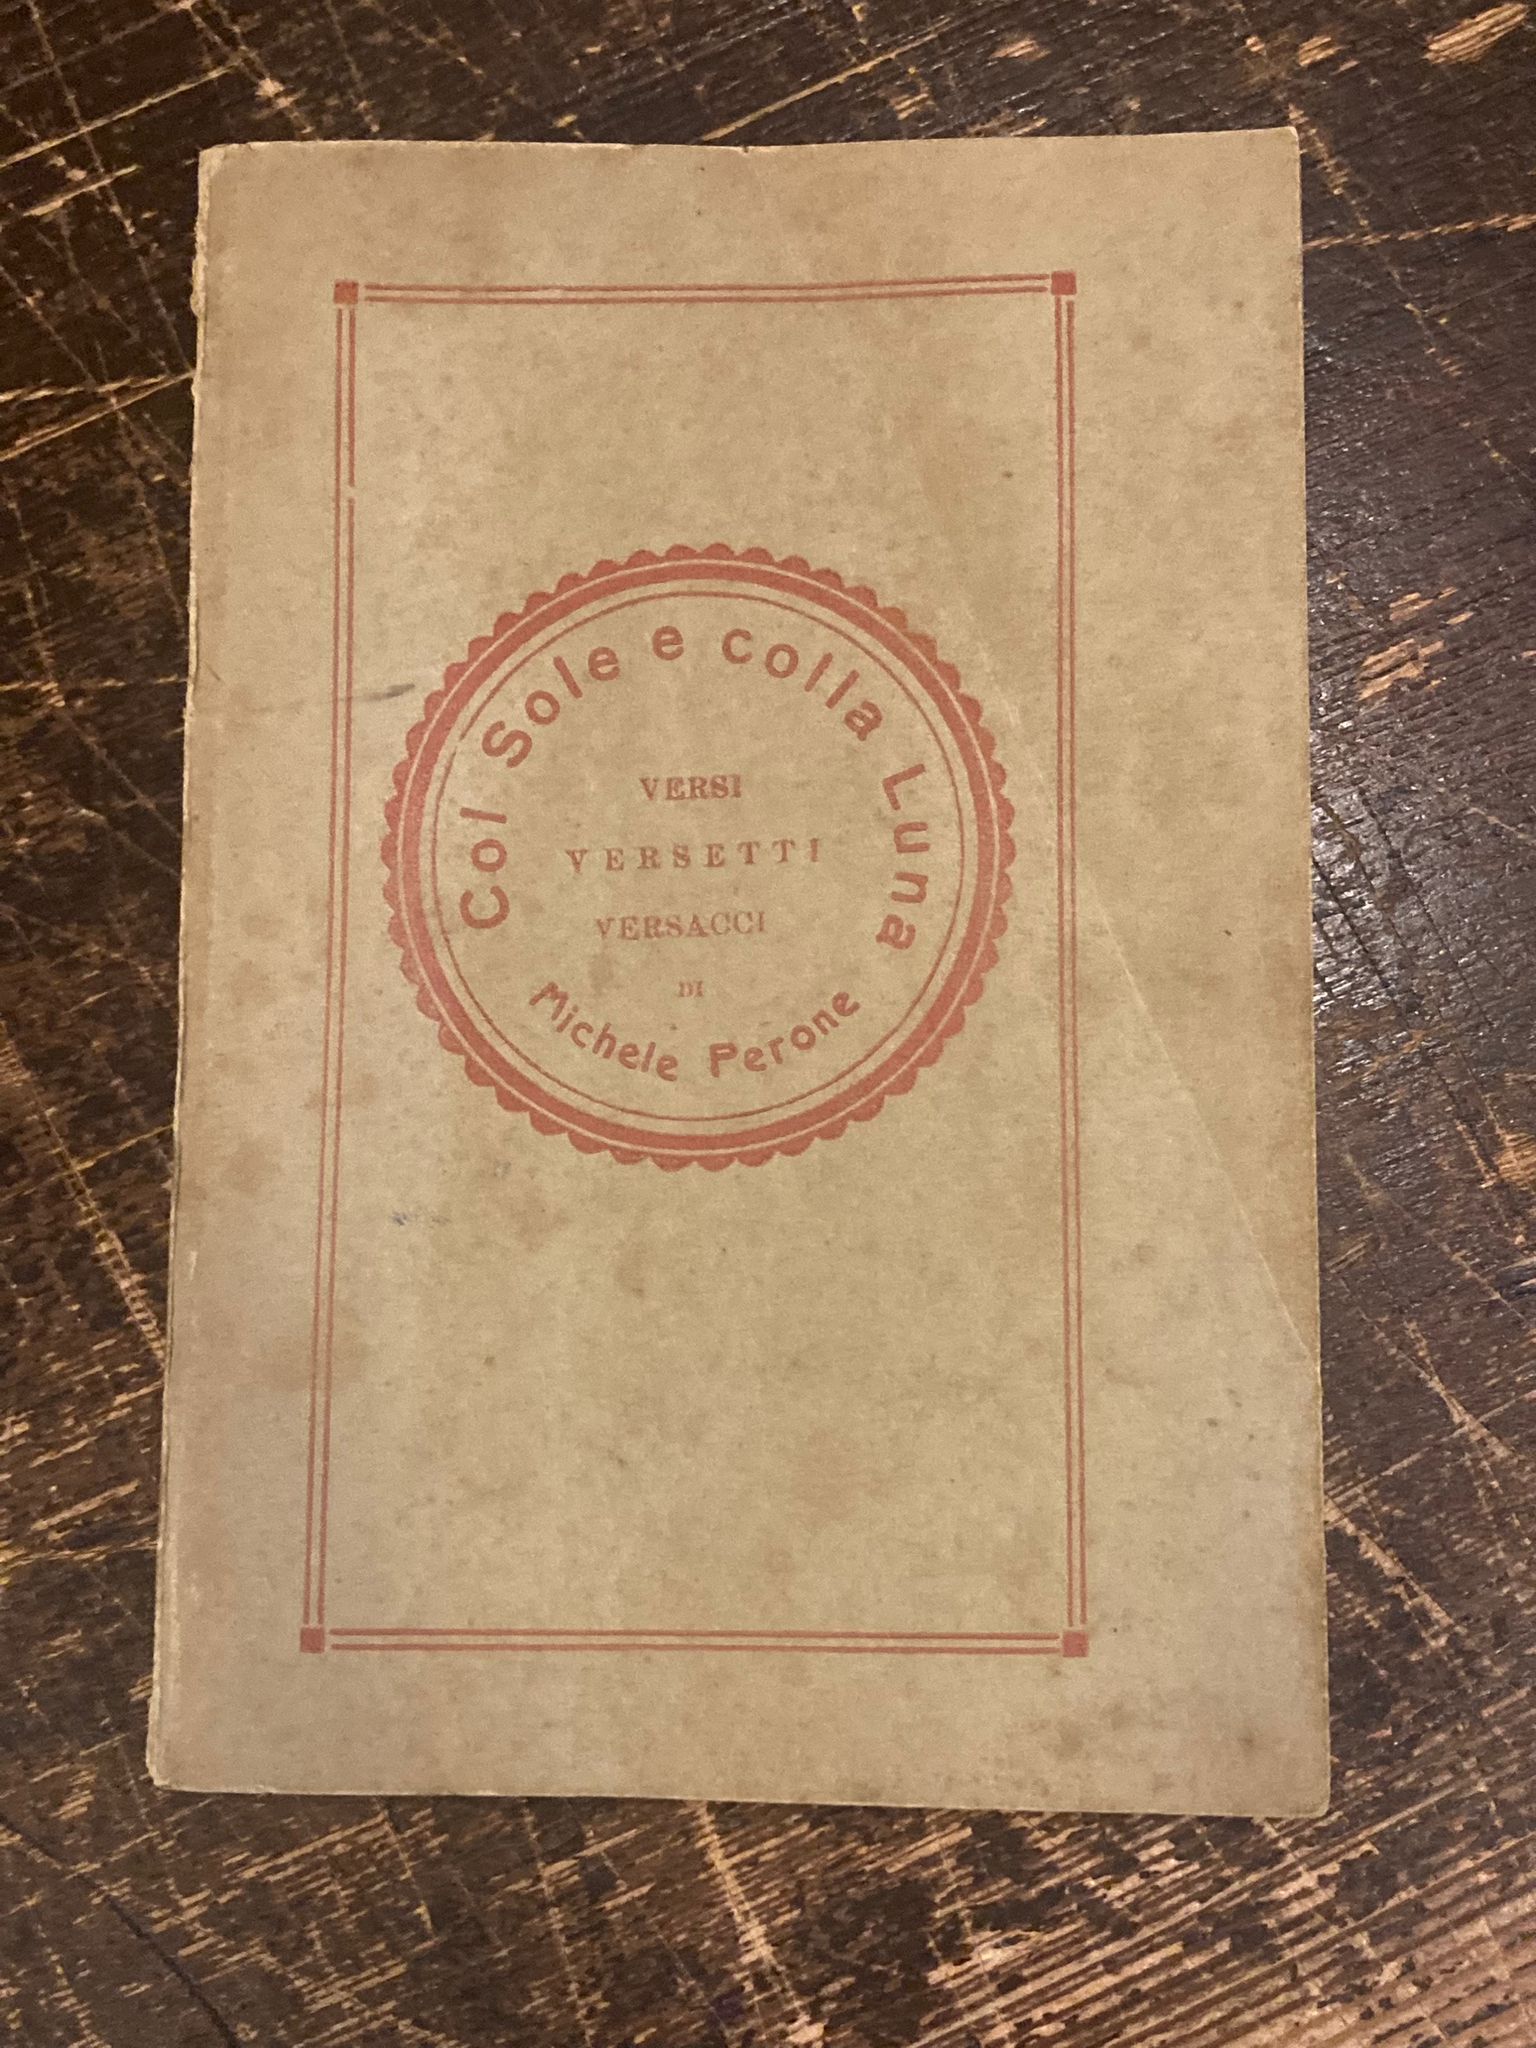 Col Sole e colla Luna
VERSI
VERSETTI
VERSACCI
DI
Michele Perone